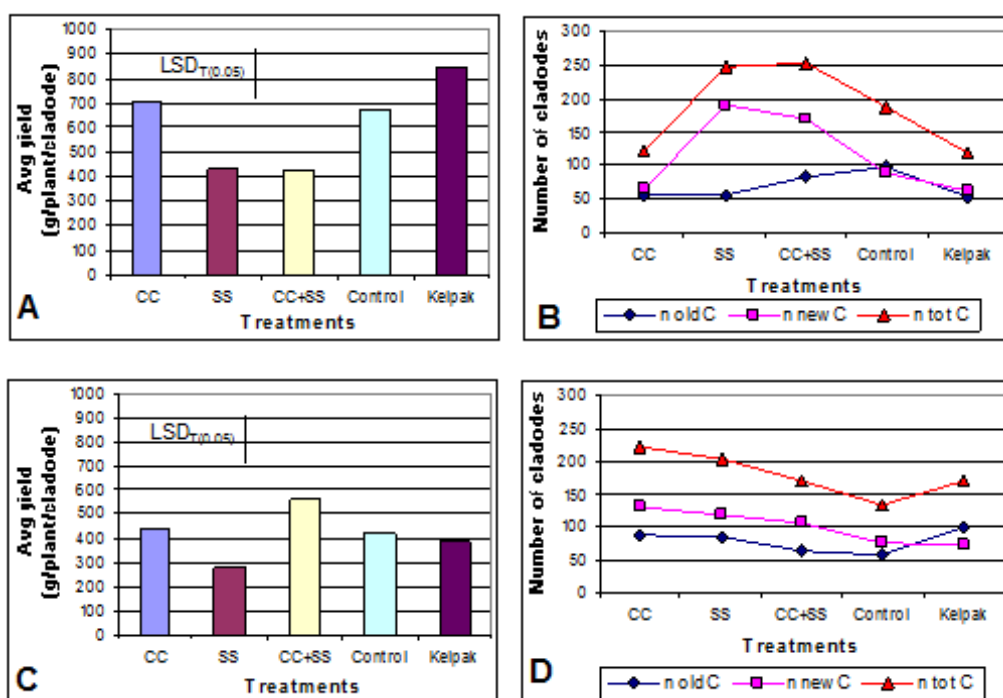 1000
900
800
700
600
500
400
300
200
100
0
Avg yield
(g/plant/cladode)
LSD T(0.05)
CC SS CC+SS Control Kelpak
Treatments
A
300
250
200
150
100
50
0
Number of cladodes
CC SS CC+SS Control Kelpak
Treatments
n old C n new C n tot C
B
1000
900
800
700
600
500
400
300
200
100
0
Avg yield
(g/plant/cladode)
LSD T(0.05)
CC SS CC+SS Control Kelpak
Treatments
C
300
250
200
150
100
50
0
Number of cladodes
CC SS CC+SS Control Kelpak
Treatments
n old C n new C n tot C
D